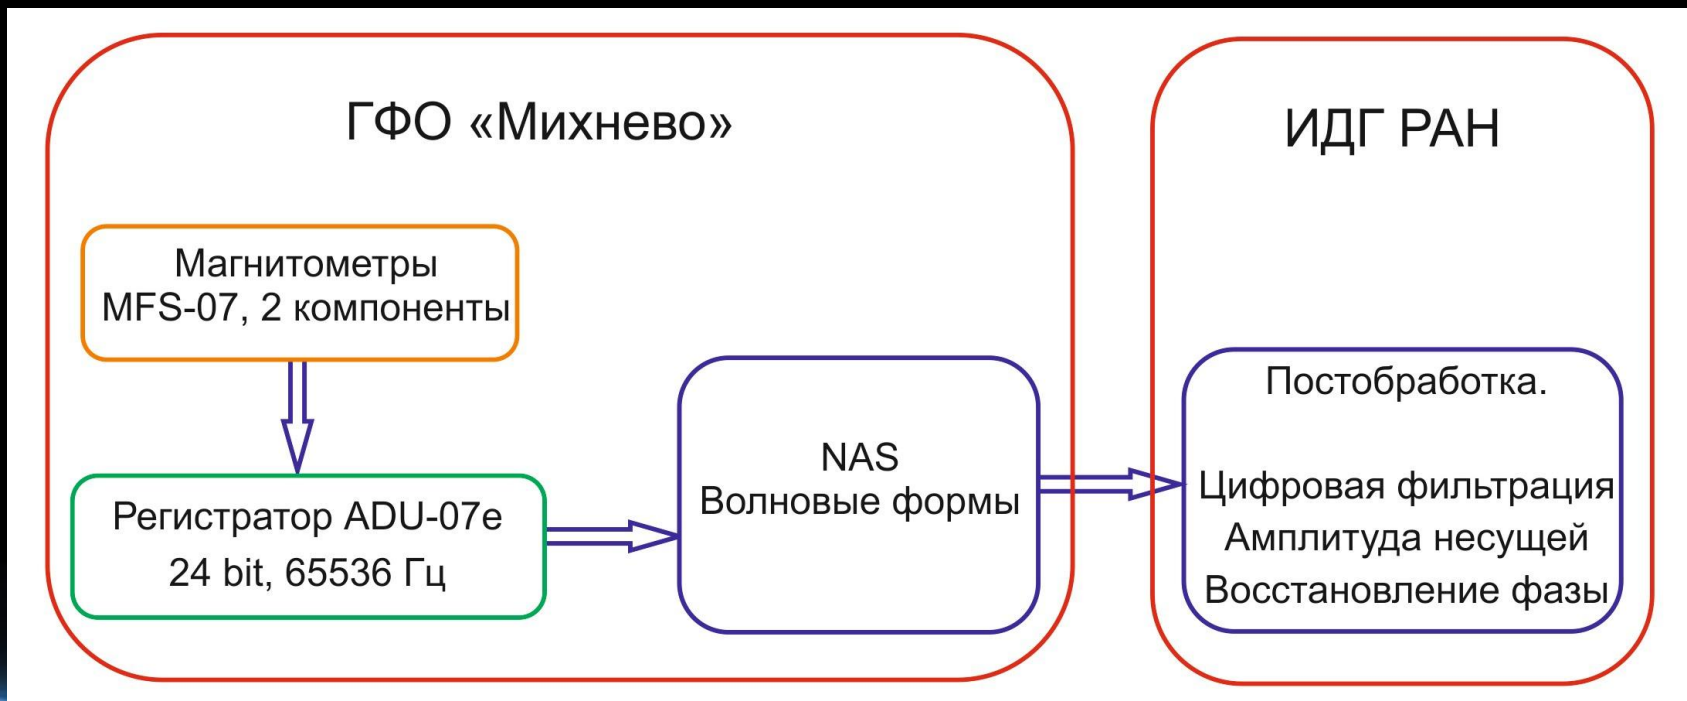 ГФО «Михнево»
Магнитометры
MFS-07, 2 компоненты
Регистратор ADU-07e
24 bit, 65536 Гц
NAS
Волновые формы
ИДГ РАН
Постобработка.
Цифровая фильтрация
Амплитуда несущей
Восстановление фазы